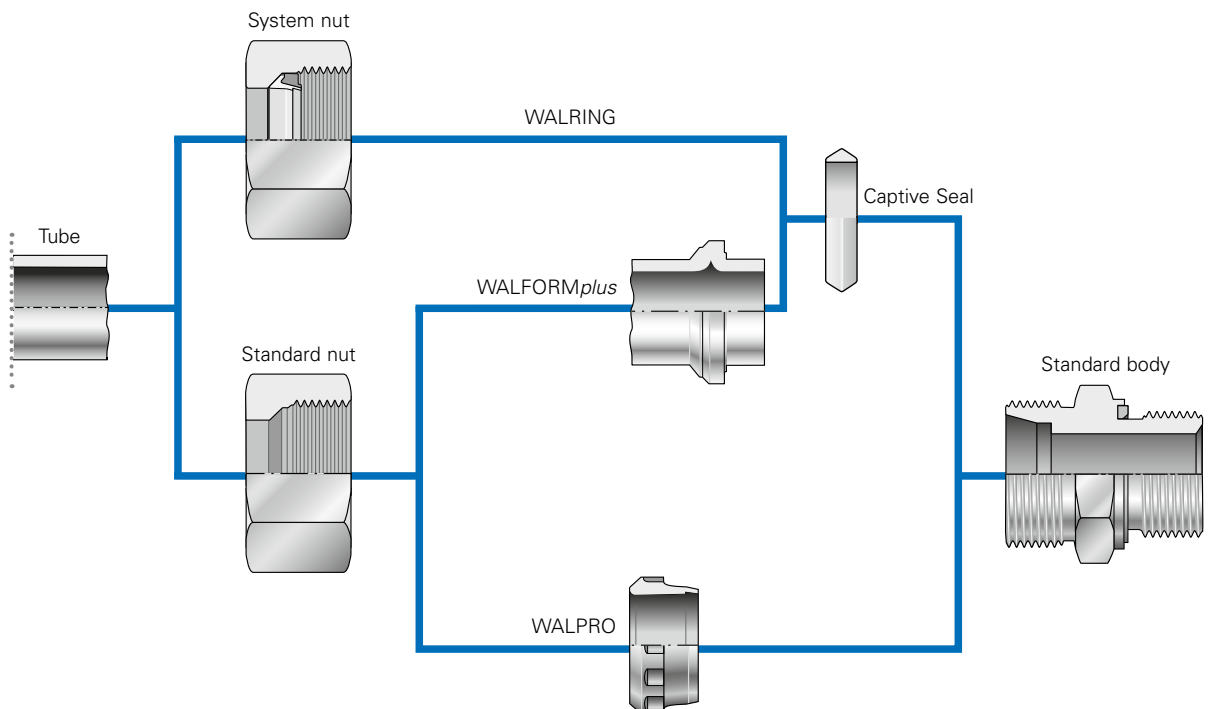 System nut
WALRING
Captive Seal
Tube
WALFORMplus
Standard nut
Standard body
WALPRO